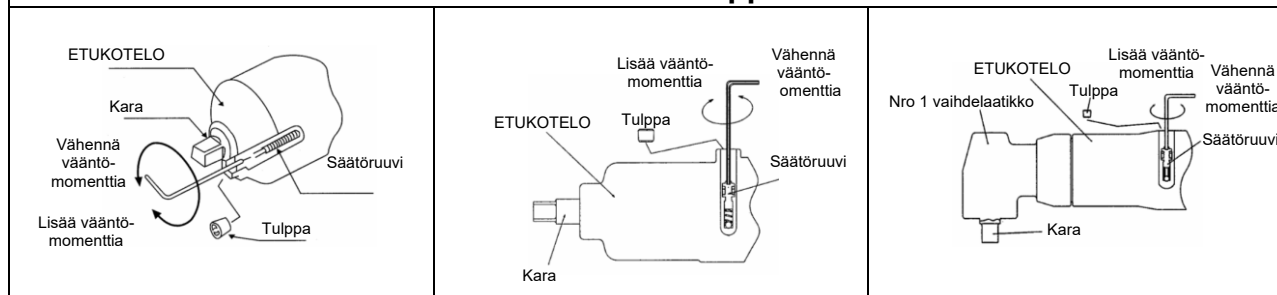 ETUKOTELO
Kara
Vähennä
vääntö-
momenttia
Lisää vääntö-
momenttia
Tulppa
Säätöruuvi
Lisää vääntö-
momenttia
Vähennä
vääntö-
omenttia
ETUKOTELO
Tulppa
Säätöruuvi
Kara
Lisää vääntö-
momenttia
Vähennä
vääntö-
momenttia
ETUKOTELO
Tulppa
Nro 1 vaihdelaatikko
Säätöruuvi
Kara